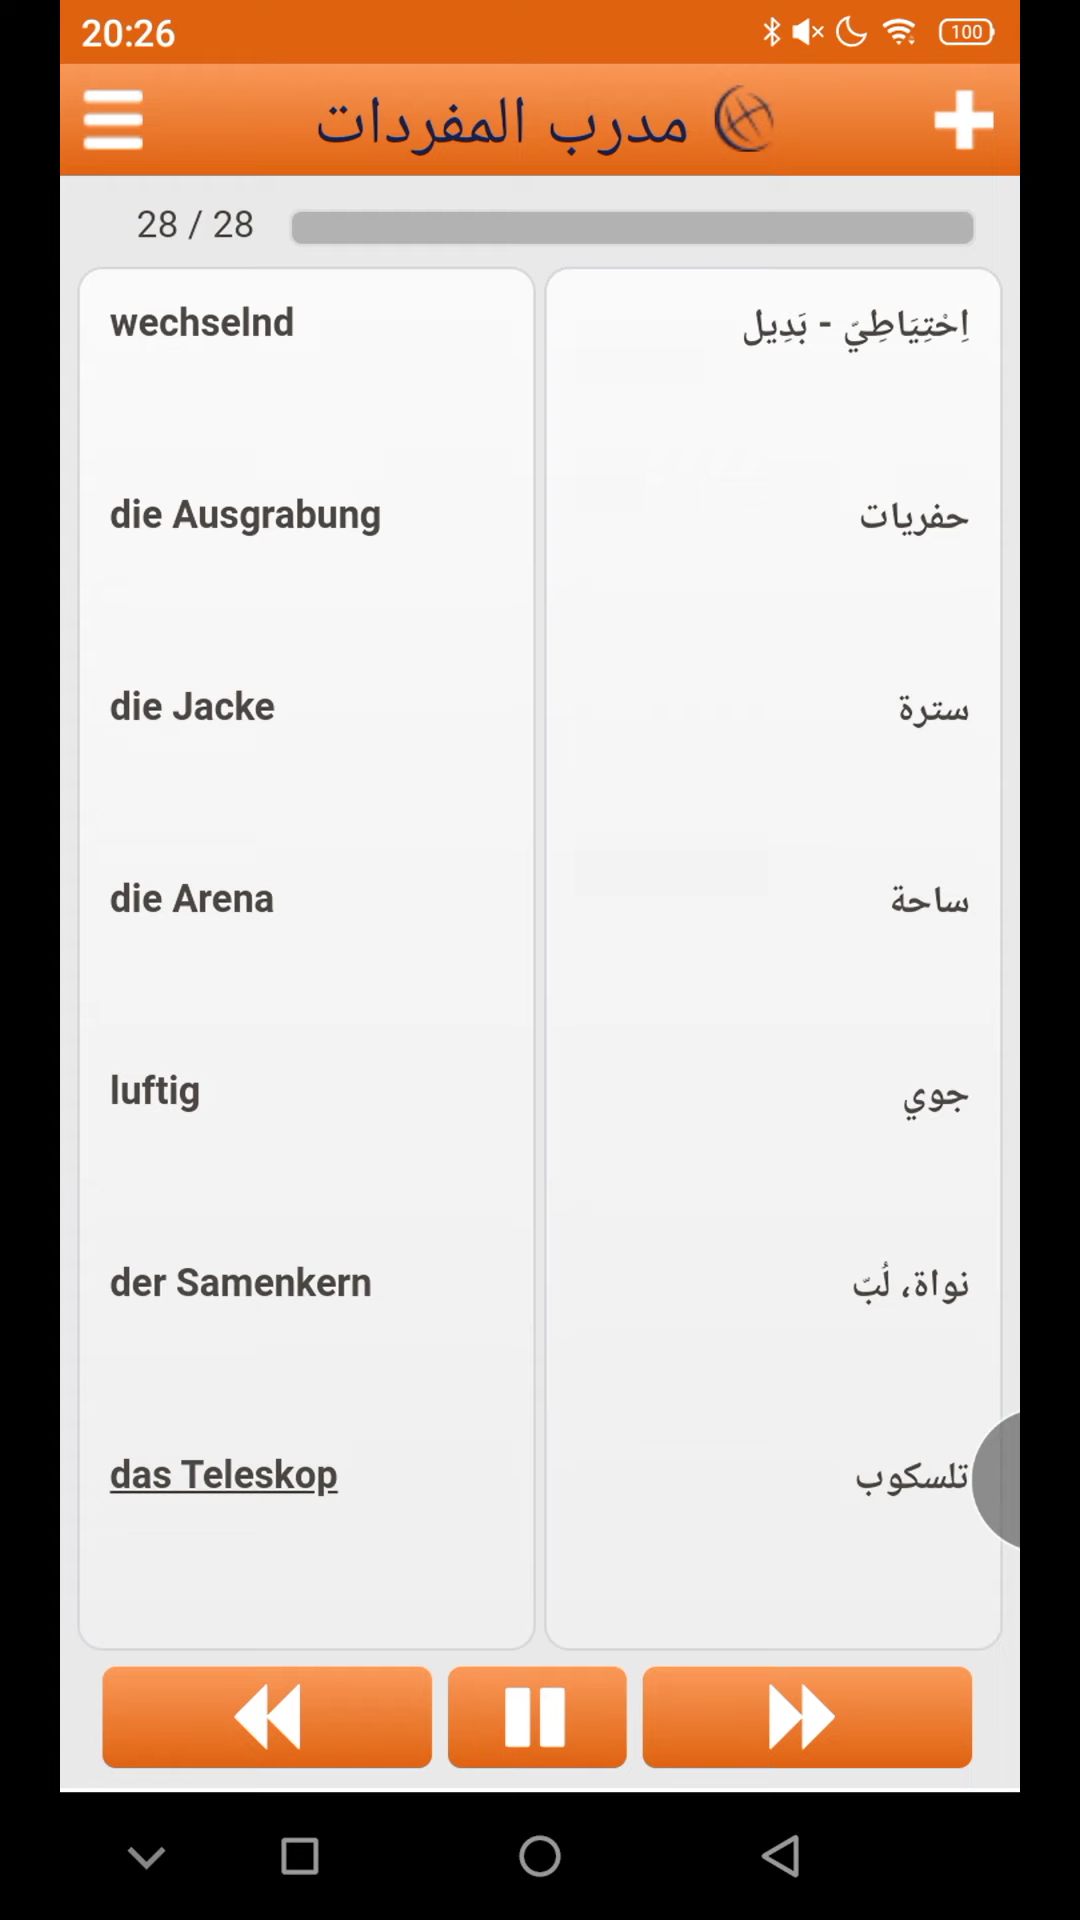 20:26
100
مدرب المفردات
28 / 28
wechselnd
اِحْتِيَاطِيّ - بَدِيل
die Ausgrabung
حفريات
die Jacke
سترة
die Arena
ساحة
luftig
جوي
der Samenkern
نواة، لُبّ
das Teleskop
تلسكوب